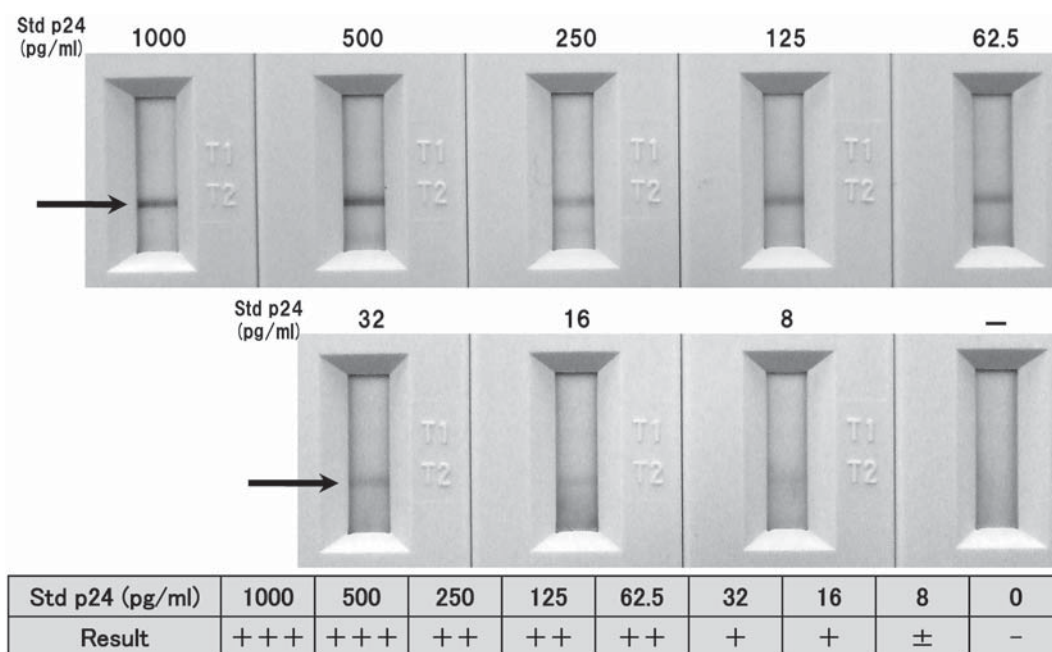 Std p24
(pg/ml)
1000 500 250 125 62.5
T1 T1 T1 T1
T2 T2 T2 T2
Std p24
(pg/ml)
32 16 8 —
T1 T1 T1
T2 T2 T2
Std p24 (pg/ml) 1000 500 250 125 62.5 32 16 8 0
Result +++ +++ ++ ++ ++ + + ± -